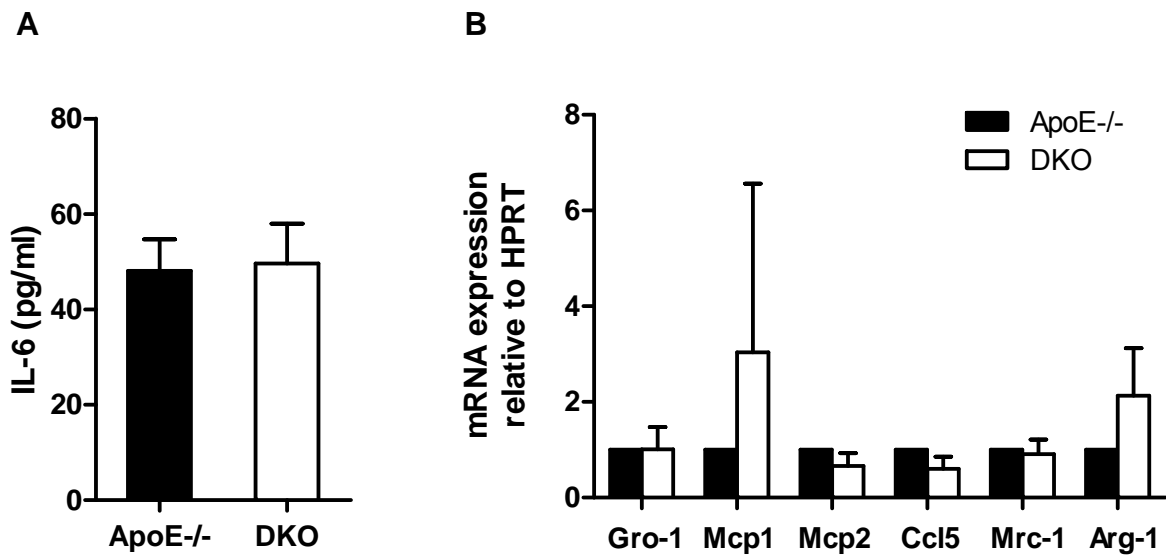 A
IL-6 (pg/ml)
80
60
40
20
0
ApoE-/- DKO
B
mRNA expression
relative to HPRT
8
6
4
2
0
ApoE-/-
DKO
Gro-1 Mcp1 Mcp2 Ccl5 Mrc-1 Arg-1